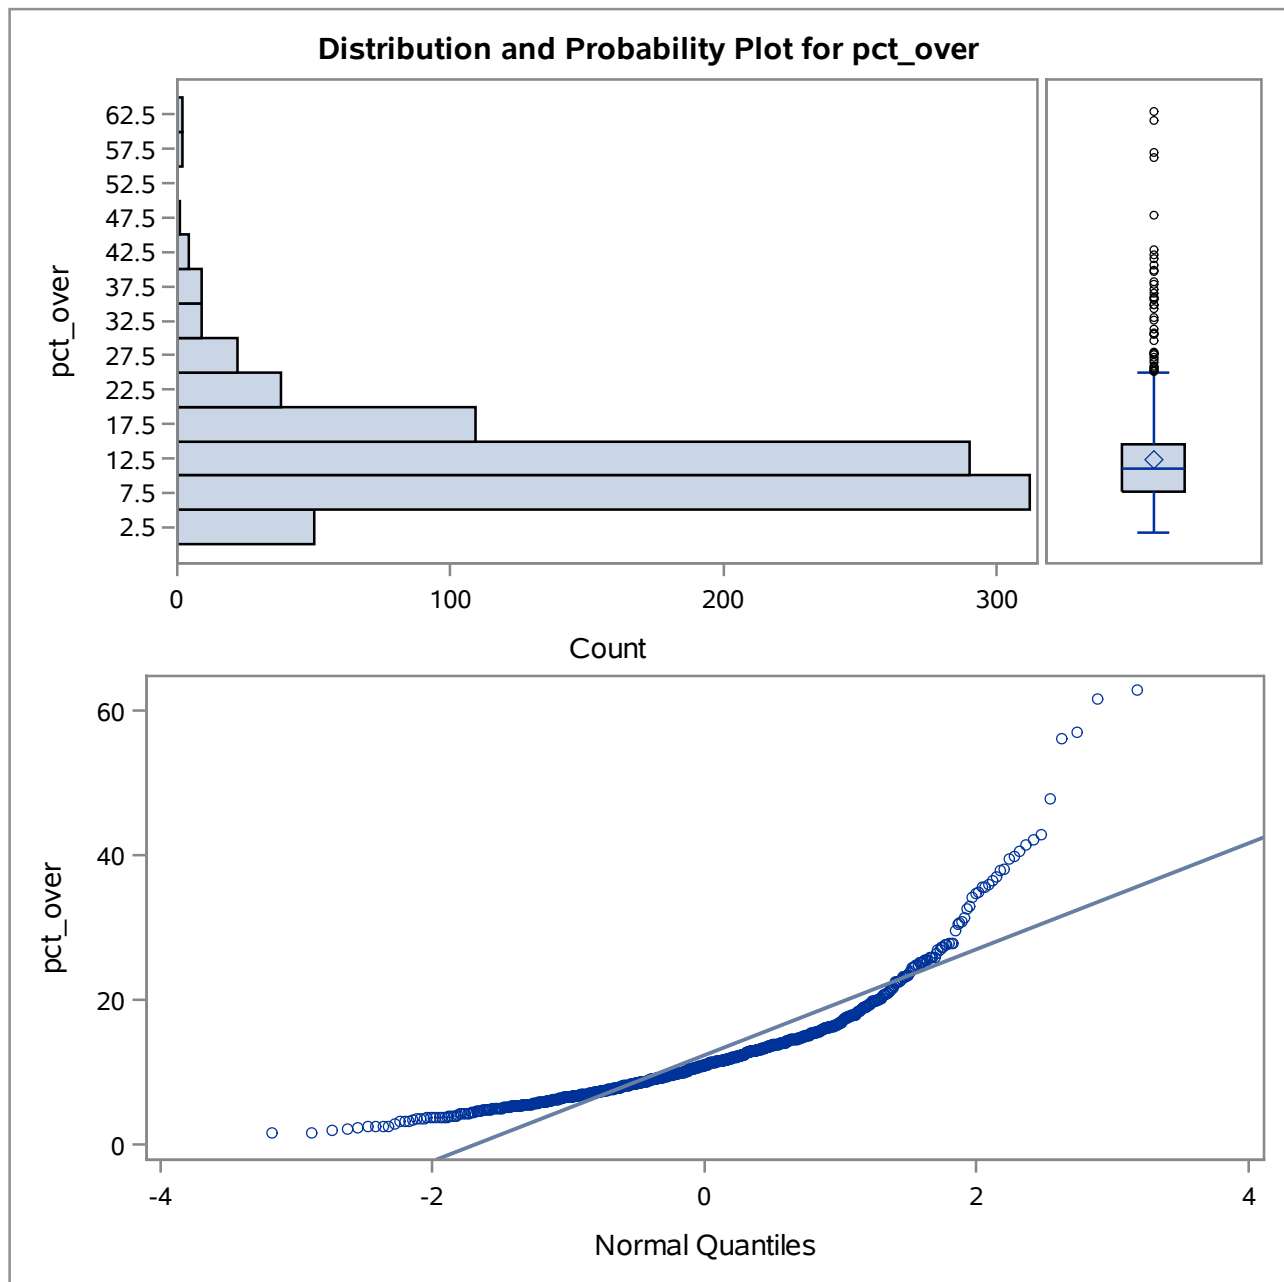 Distribution and Probability Plot for pct_over
62.5
57.5
52.5
47.5
42.5
37.5
32.5
27.5
22.5
17.5
12.5
7.5
2.5
pct_over
0 100 200 300
Count
60
40
20
0
pct_over
-4 -2 0 2 4
Normal Quantiles